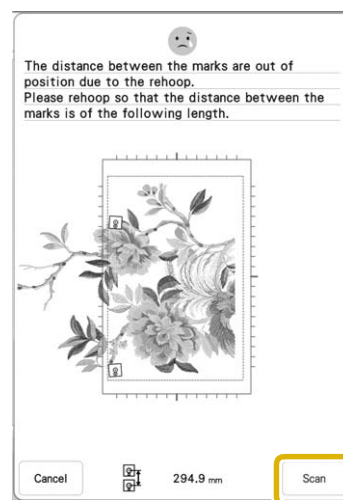 The distance between the marks are out of
position due to the rehoop.
Please rehoop so that the distance between the
marks is of the following length.
Cancel
294.9 mm
Scan